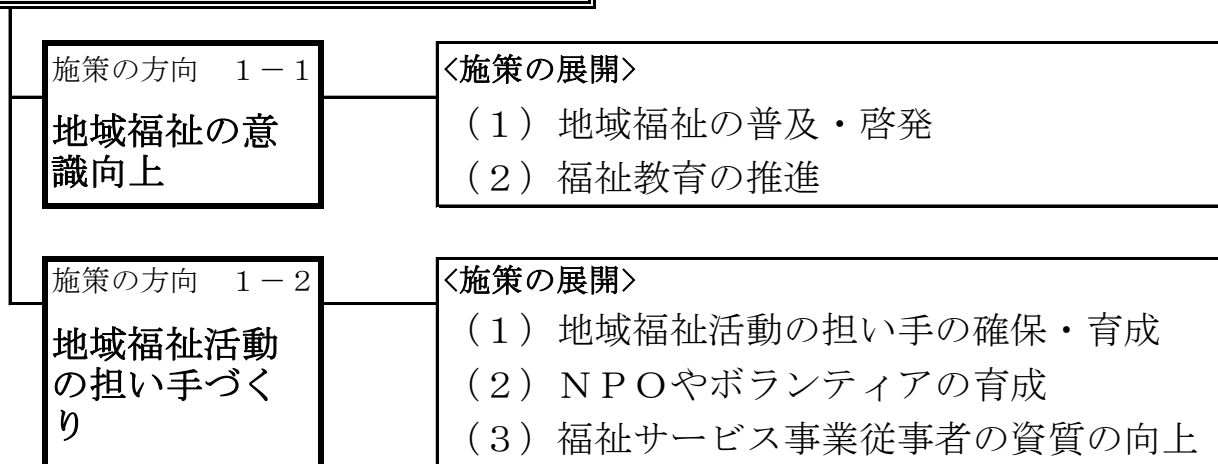 施策の方向　１－１
地域福祉の意
識向上
<施策の展開>
（１）地域福祉の普及・啓発
（２）福祉教育の推進
施策の方向　１－２
地域福祉活動
の担い手づく
り
<施策の展開>
（１）地域福祉活動の担い手の確保・育成
（２）ＮＰＯやボランティアの育成
（３）福祉サービス事業従事者の資質の向上